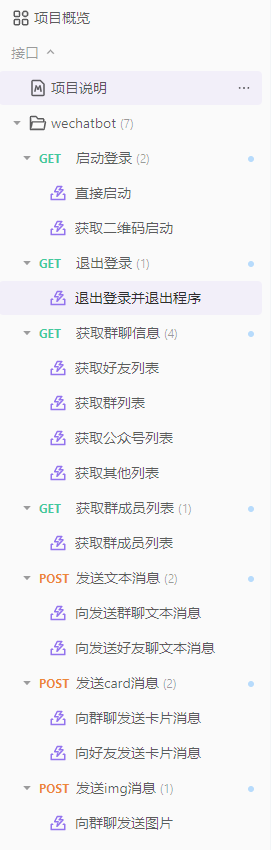 项目概览
接口
项目说明
wechatbot (7)
GET 启动登录 (2)
直接启动
获取二维码启动
GET 退出登录 (1)
退出登录并退出程序
GET 获取群聊信息 (4)
获取好友列表
获取群列表
获取公众号列表
获取其他列表
GET 获取群成员列表 (1)
获取群成员列表
POST 发送文本消息 (2)
向发送群聊文本消息
向发送好友聊文本消息
POST 发送card消息 (2)
向群聊发送卡片消息
向好友发送卡片消息
POST 发送img消息 (1)
向群聊发送图片